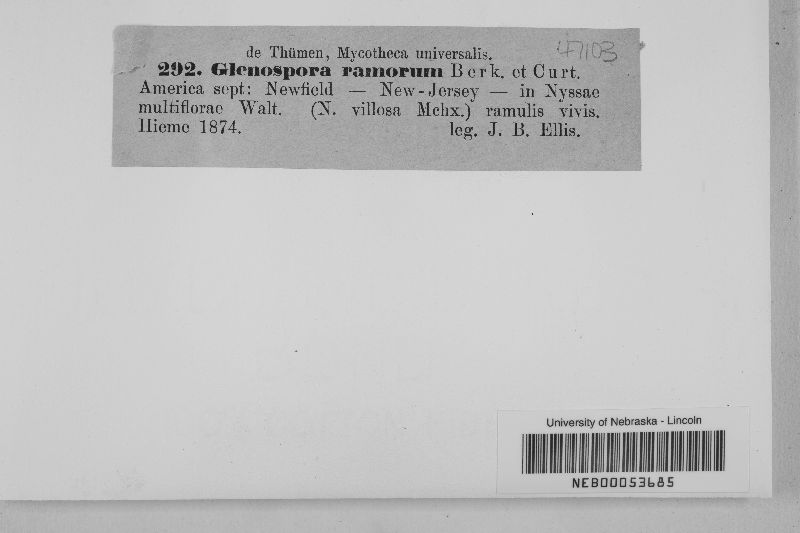 de Thümen, Mycotheca universalis.
47103
292. Glenospora ramorum Berk. et Curt.
America sept: Newfield — New-Jersey — in Nyssae
multiflorae Walt. (N. villosa Mchx.) ramulis vivis.
Hieme 1874. leg. J. B. Ellis.
University of Nebraska - Lincoln
NEB00053685